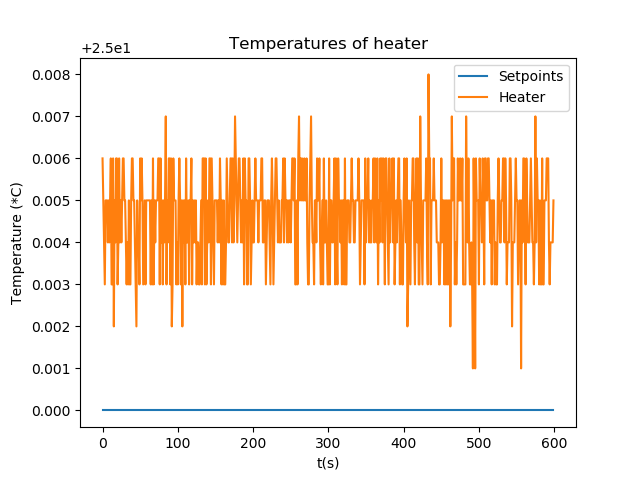 Temperatures of heater
+2.5e1
Setpoints
Heater
0.008
0.007
0.006
0.005
0.004
0.003
0.002
0.001
0.000
Temperature (*C)
0 100 200 300 400 500 600
t(s)